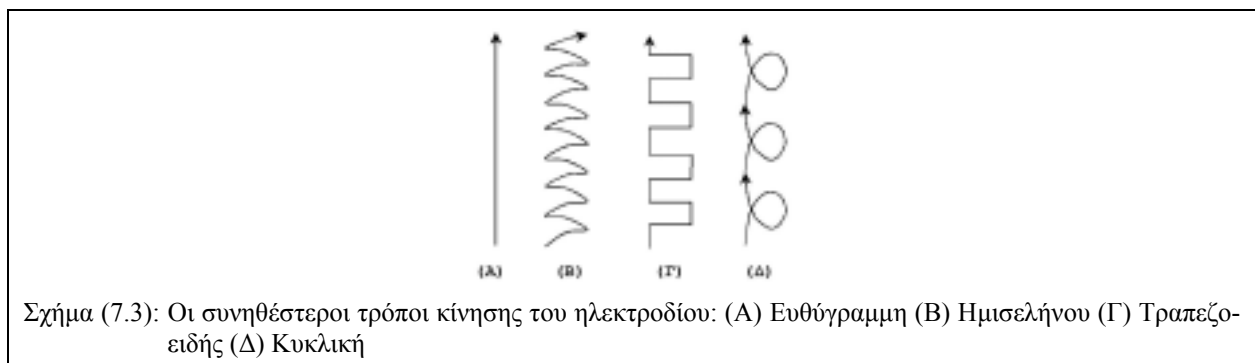 (Α) (Β) (Γ) (Δ)
Σχήμα (7.3): Οι συνηθέστεροι τρόποι κίνησης του ηλεκτροδίου: (Α) Ευθύγραμμη (Β) Ημισελήνου (Γ) Τραπεζο-
ειδής (Δ) Κυκλική